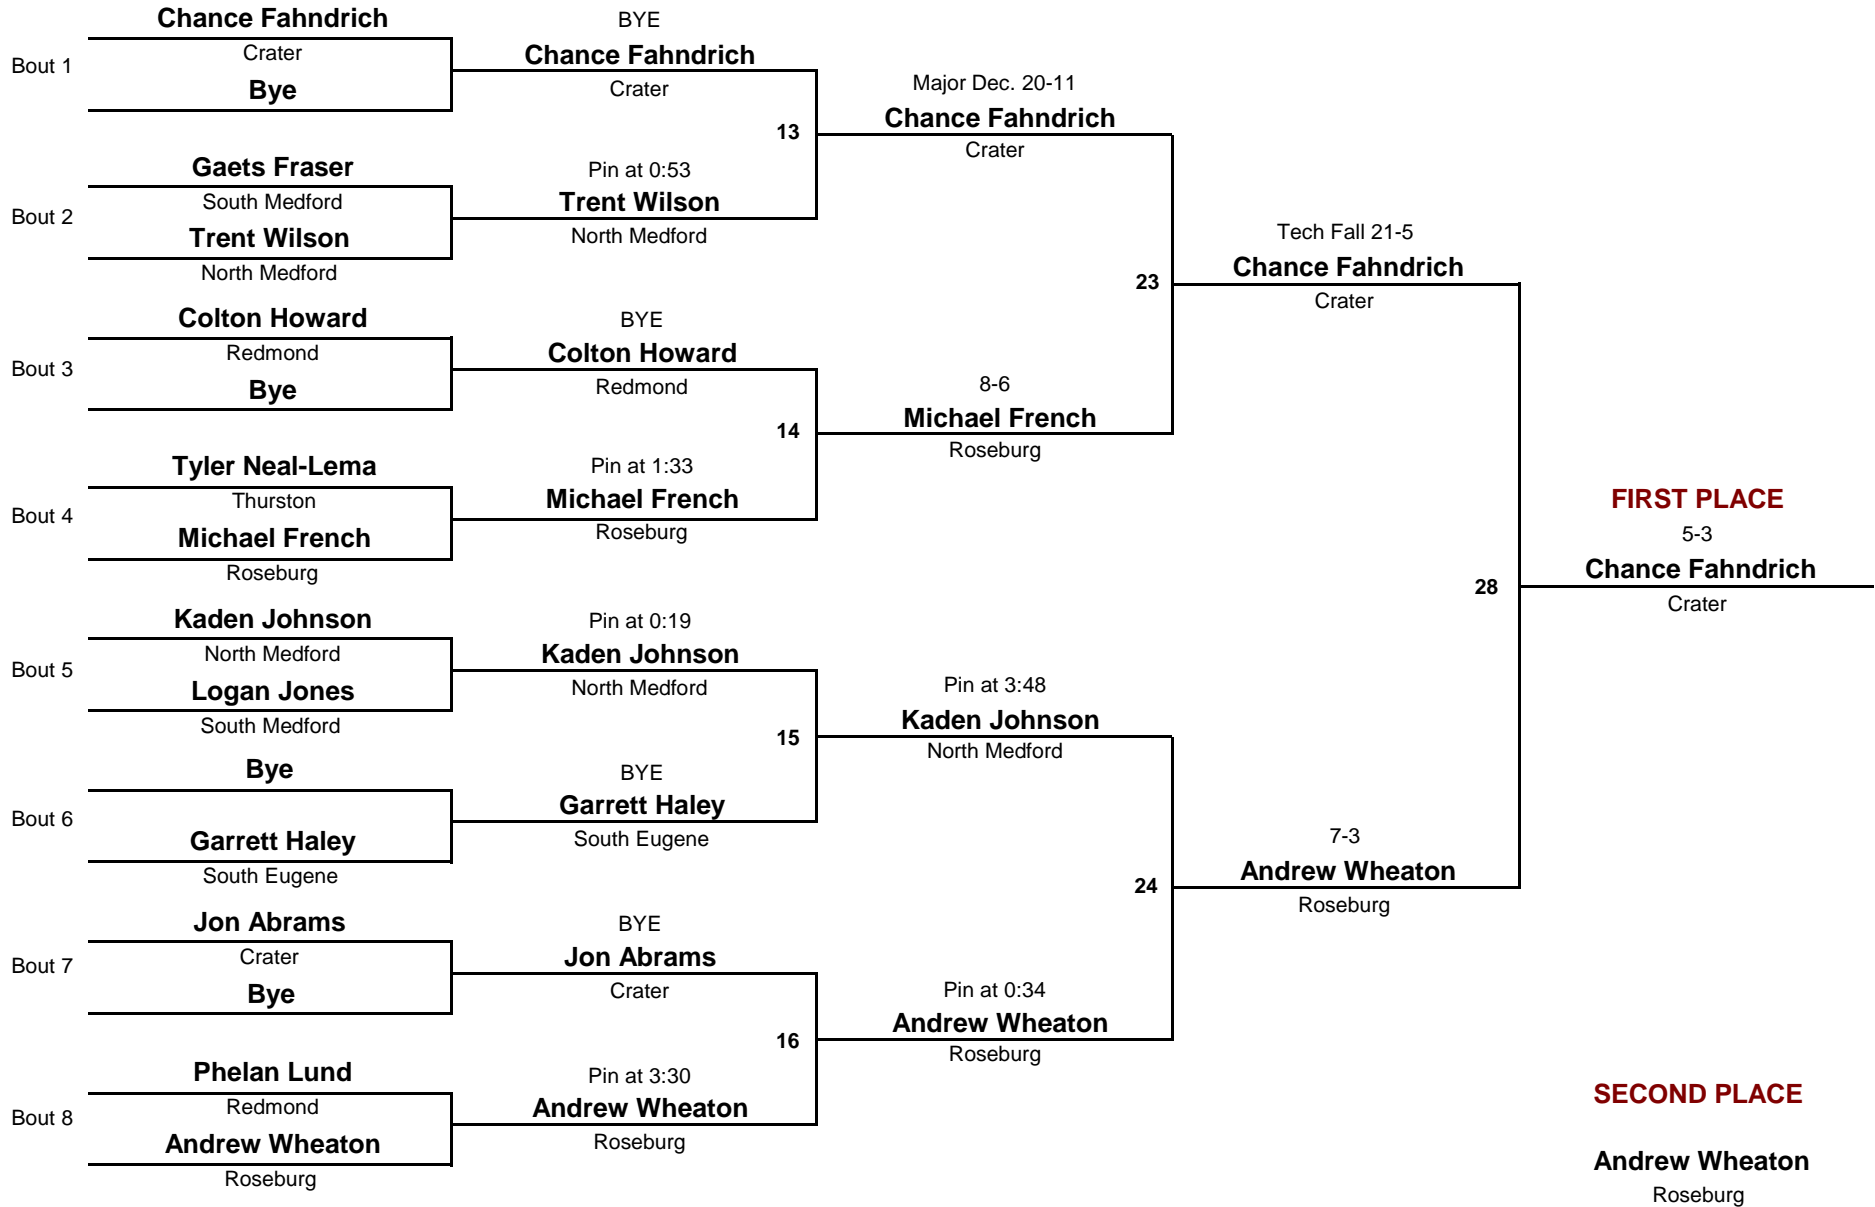 Chance Fahndrich
Bout 1
Crater
Bye
Gaets Fraser
Bout 2
South Medford
Trent Wilson
North Medford
Colton Howard
Bout 3
Redmond
Bye
Tyler Neal-Lema
Bout 4
Thurston
Michael French
Roseburg
Kaden Johnson
Bout 5
North Medford
Logan Jones
South Medford
Bye
Bout 6
Garrett Haley
South Eugene
Jon Abrams
Bout 7
Crater
Bye
Phelan Lund
Bout 8
Redmond
Andrew Wheaton
Roseburg
BYE
Chance Fahndrich
Crater
13
Pin at 0:53
Trent Wilson
North Medford
BYE
Colton Howard
Redmond
14
Pin at 1:33
Michael French
Roseburg
Pin at 0:19
Kaden Johnson
North Medford
15
BYE
Garrett Haley
South Eugene
BYE
Jon Abrams
Crater
16
Pin at 3:30
Andrew Wheaton
Roseburg
Major Dec. 20-11
Chance Fahndrich
Crater
23
8-6
Michael French
Roseburg
Pin at 3:48
Kaden Johnson
North Medford
24
Pin at 0:34
Andrew Wheaton
Roseburg
Tech Fall 21-5
Chance Fahndrich
Crater
28
7-3
Andrew Wheaton
Roseburg
FIRST PLACE
5-3
Chance Fahndrich
Crater
SECOND PLACE
Andrew Wheaton
Roseburg